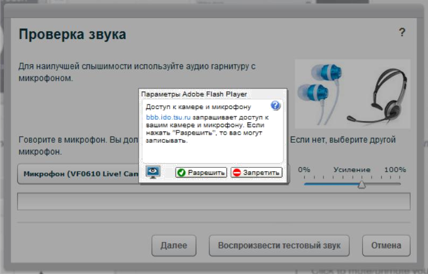 Проверка звука
?
Для наилучшей слышимости используйте аудио гарнитуру с
микрофоном.
Параметры Adobe Flash Player
Доступ к камере и микрофону
bbb.ido.tsu.ru запрашивает доступ к
вашим камере и микрофону. Если
нажать "Разрешить", то вас могут
записывать.
Разрешить
Запретить
Говорите в микрофон. Вы
Если нет, выберите другой
микрофон.
Микрофон (VF0610 Live! Cam
0% Усиление 100%
Далее
Воспроизвести тестовый звук
Отмена